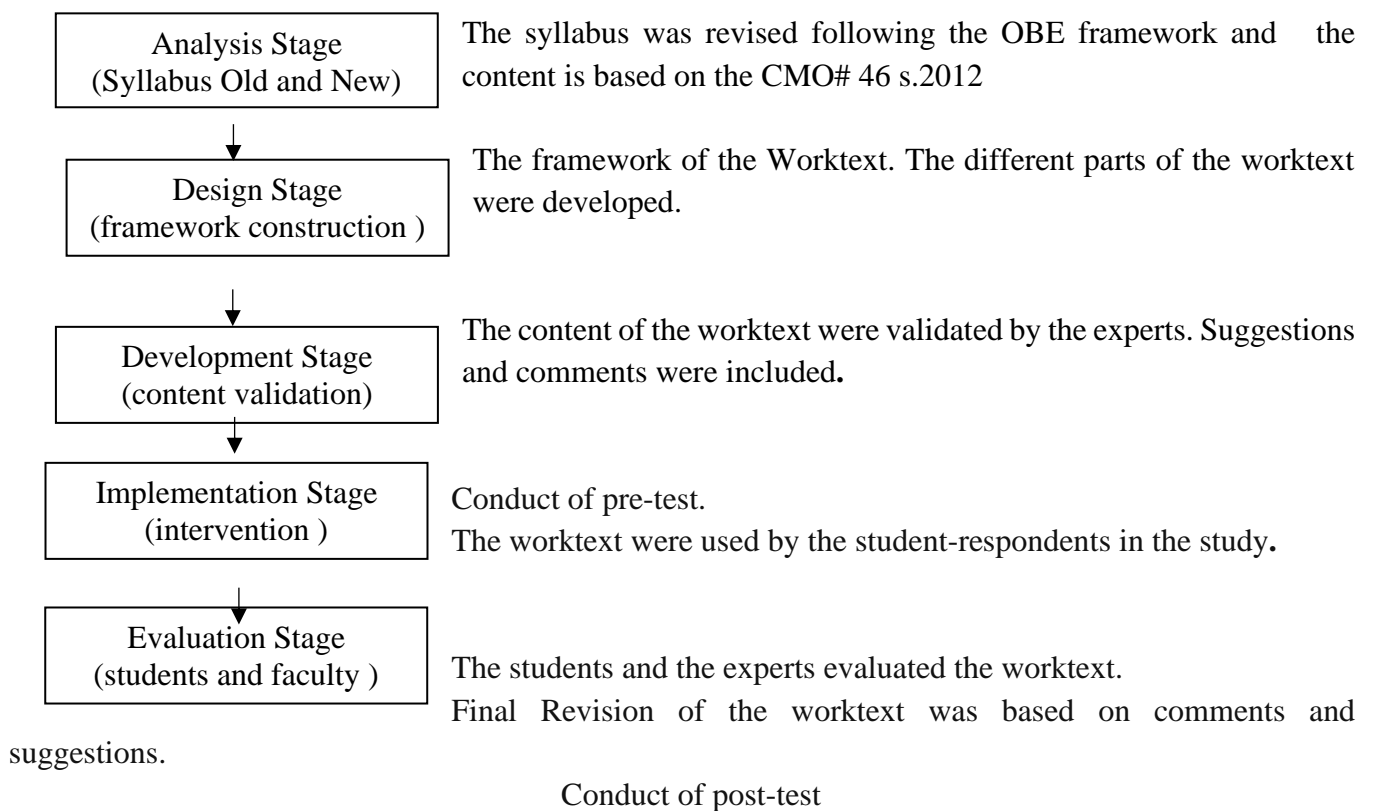 Analysis Stage
(Syllabus Old and New)
The syllabus was revised following the OBE framework and the
content is based on the CMO# 46 s.2012
Design Stage
(framework construction )
The framework of the Worktext. The different parts of the worktext
were developed.
Development Stage
(content validation)
The content of the worktext were validated by the experts. Suggestions
and comments were included.
Implementation Stage
(intervention )
Conduct of pre-test.
The worktext were used by the student-respondents in the study.
Evaluation Stage
(students and faculty )
The students and the experts evaluated the worktext.
Final Revision of the worktext was based on comments and
suggestions.
Conduct of post-test